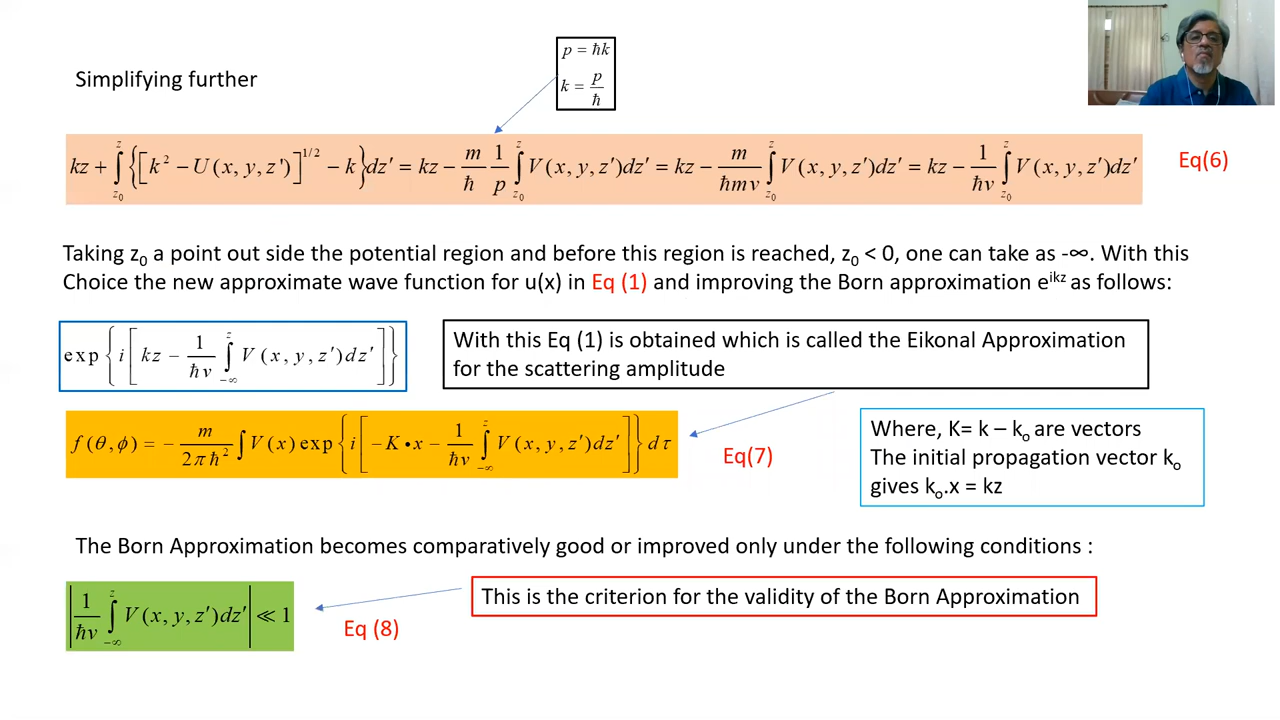 p = ħk
k = p/ħ
Simplifying further
kz + ∫_{z₀}^{z} {[k² − U(x, y, z')]^{1/2} − k} dz' = kz − (m/ħ)(1/p) ∫_{z₀}^{z} V(x, y, z')dz' = kz − (m/ħmv) ∫_{z₀}^{z} V(x, y, z')dz' = kz − (1/ħv) ∫_{z₀}^{z} V(x, y, z')dz'
Eq(6)
Taking z₀ a point out side the potential region and before this region is reached, z₀ < 0, one can take as -∞. With this
Choice the new approximate wave function for u(x) in Eq (1) and improving the Born approximation e^{ikz} as follows:
exp{i[kz − (1/ħv) ∫_{−∞}^{z} V(x, y, z')dz']}
With this Eq (1) is obtained which is called the Eikonal Approximation
for the scattering amplitude
f(θ, ϕ) = − (m/2πħ²) ∫ V(x) exp{i[−K•x − (1/ħv) ∫_{−∞}^{z} V(x, y, z')dz']} dτ
Eq(7)
Where, K= k – kₒ are vectors
The initial propagation vector kₒ
gives kₒ.x = kz
The Born Approximation becomes comparatively good or improved only under the following conditions :
|(1/ħv) ∫_{−∞}^{z} V(x, y, z')dz'| ≪ 1
Eq (8)
This is the criterion for the validity of the Born Approximation